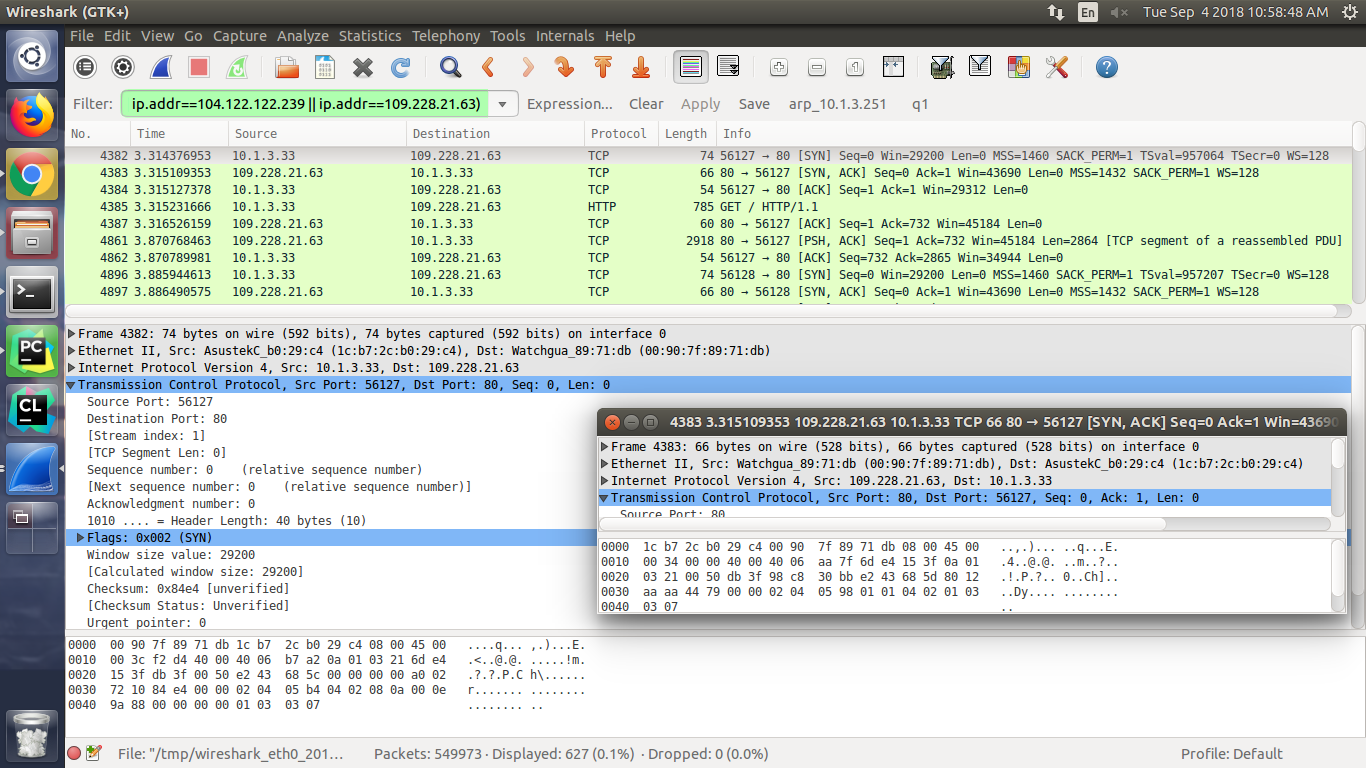 Wireshark (GTK+)
En
Tue Sep 4 2018 10:58:48 AM
File Edit View Go Capture Analyze Statistics Telephony Tools Internals Help
Filter: ip.addr==104.122.122.239 || ip.addr==109.228.21.63) Expression... Clear Apply Save arp_10.1.3.251 q1
No. Time Source Destination Protocol Length Info
4382 3.314376953 10.1.3.33 109.228.21.63 TCP 74 56127 → 80 [SYN] Seq=0 Win=29200 Len=0 MSS=1460 SACK_PERM=1 TSval=957064 TSecr=0 WS=128
4383 3.315109353 109.228.21.63 10.1.3.33 TCP 66 80 → 56127 [SYN, ACK] Seq=0 Ack=1 Win=43690 Len=0 MSS=1432 SACK_PERM=1 WS=128
4384 3.315127378 10.1.3.33 109.228.21.63 TCP 54 56127 → 80 [ACK] Seq=1 Ack=1 Win=29312 Len=0
4385 3.315231666 10.1.3.33 109.228.21.63 HTTP 785 GET / HTTP/1.1
4387 3.316526159 109.228.21.63 10.1.3.33 TCP 60 80 → 56127 [ACK] Seq=1 Ack=732 Win=45184 Len=0
4861 3.870768463 109.228.21.63 10.1.3.33 TCP 2918 80 → 56127 [PSH, ACK] Seq=1 Ack=732 Win=45184 Len=2864 [TCP segment of a reassembled PDU]
4862 3.870789981 10.1.3.33 109.228.21.63 TCP 54 56127 → 80 [ACK] Seq=732 Ack=2865 Win=34944 Len=0
4896 3.885944613 10.1.3.33 109.228.21.63 TCP 74 56128 → 80 [SYN] Seq=0 Win=29200 Len=0 MSS=1460 SACK_PERM=1 TSval=957207 TSecr=0 WS=128
4897 3.886490575 109.228.21.63 10.1.3.33 TCP 66 80 → 56128 [SYN, ACK] Seq=0 Ack=1 Win=43690 Len=0 MSS=1432 SACK_PERM=1 WS=128
Frame 4382: 74 bytes on wire (592 bits), 74 bytes captured (592 bits) on interface 0
Ethernet II, Src: AsustekC_b0:29:c4 (1c:b7:2c:b0:29:c4), Dst: Watchgua_89:71:db (00:90:7f:89:71:db)
Internet Protocol Version 4, Src: 10.1.3.33, Dst: 109.228.21.63
Transmission Control Protocol, Src Port: 56127, Dst Port: 80, Seq: 0, Len: 0
Source Port: 56127
Destination Port: 80
[Stream index: 1]
[TCP Segment Len: 0]
Sequence number: 0 (relative sequence number)
[Next sequence number: 0 (relative sequence number)]
Acknowledgment number: 0
1010 .... = Header Length: 40 bytes (10)
Flags: 0x002 (SYN)
Window size value: 29200
[Calculated window size: 29200]
Checksum: 0x84e4 [unverified]
[Checksum Status: Unverified]
Urgent pointer: 0
4383 3.315109353 109.228.21.63 10.1.3.33 TCP 66 80 → 56127 [SYN, ACK] Seq=0 Ack=1 Win=43690
Frame 4383: 66 bytes on wire (528 bits), 66 bytes captured (528 bits) on interface 0
Ethernet II, Src: Watchgua_89:71:db (00:90:7f:89:71:db), Dst: AsustekC_b0:29:c4 (1c:b7:2c:b0:29:c4)
Internet Protocol Version 4, Src: 109.228.21.63, Dst: 10.1.3.33
Transmission Control Protocol, Src Port: 80, Dst Port: 56127, Seq: 0, Ack: 1, Len: 0
Source Port: 80
0000 1c b7 2c b0 29 c4 00 90 7f 89 71 db 08 00 45 00 ..,.)... ..q...E.
0010 00 34 00 00 40 00 40 06 aa 7f 6d e4 15 3f 0a 01 .4..@.@. ..m..?..
0020 03 21 00 50 db 3f 98 c8 30 bb e2 43 68 5d 80 12 .!.P.?.. 0..Ch]..
0030 aa aa 44 79 00 00 02 04 05 98 01 01 04 02 01 03 ..Dy.... ........
0040 03 07 ..
0000 00 90 7f 89 71 db 1c b7 2c b0 29 c4 08 00 45 00 ....q... ,.)...E.
0010 00 3c f2 d4 40 00 40 06 b7 a2 0a 01 03 21 6d e4 .<..@.@. .....!m.
0020 15 3f db 3f 00 50 e2 43 68 5c 00 00 00 00 a0 02 .?.?.P.C h\......
0030 72 10 84 e4 00 00 02 04 05 b4 04 02 08 0a 00 0e r....... ........
0040 9a 88 00 00 00 00 01 03 03 07 ........ ..
File: "/tmp/wireshark_eth0_201... Packets: 549973 · Displayed: 627 (0.1%) · Dropped: 0 (0.0%) Profile: Default
PC
CL